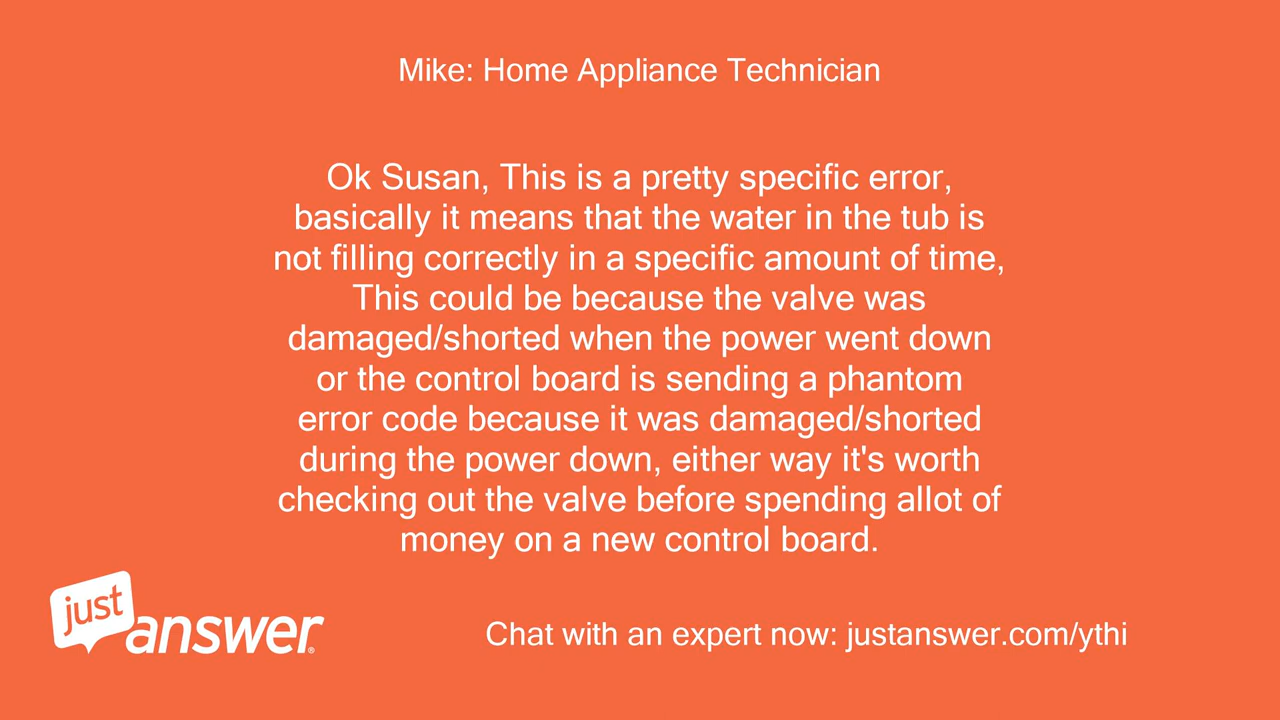 Mike: Home Appliance Technician
Ok Susan, This is a pretty specific error,
basically it means that the water in the tub is
not filling correctly in a specific amount of time,
This could be because the valve was
damaged/shorted when the power went down
or the control board is sending a phantom
error code because it was damaged/shorted
during the power down, either way it's worth
checking out the valve before spending allot of
money on a new control board.
just
answer®
Chat with an expert now: justanswer.com/ythi